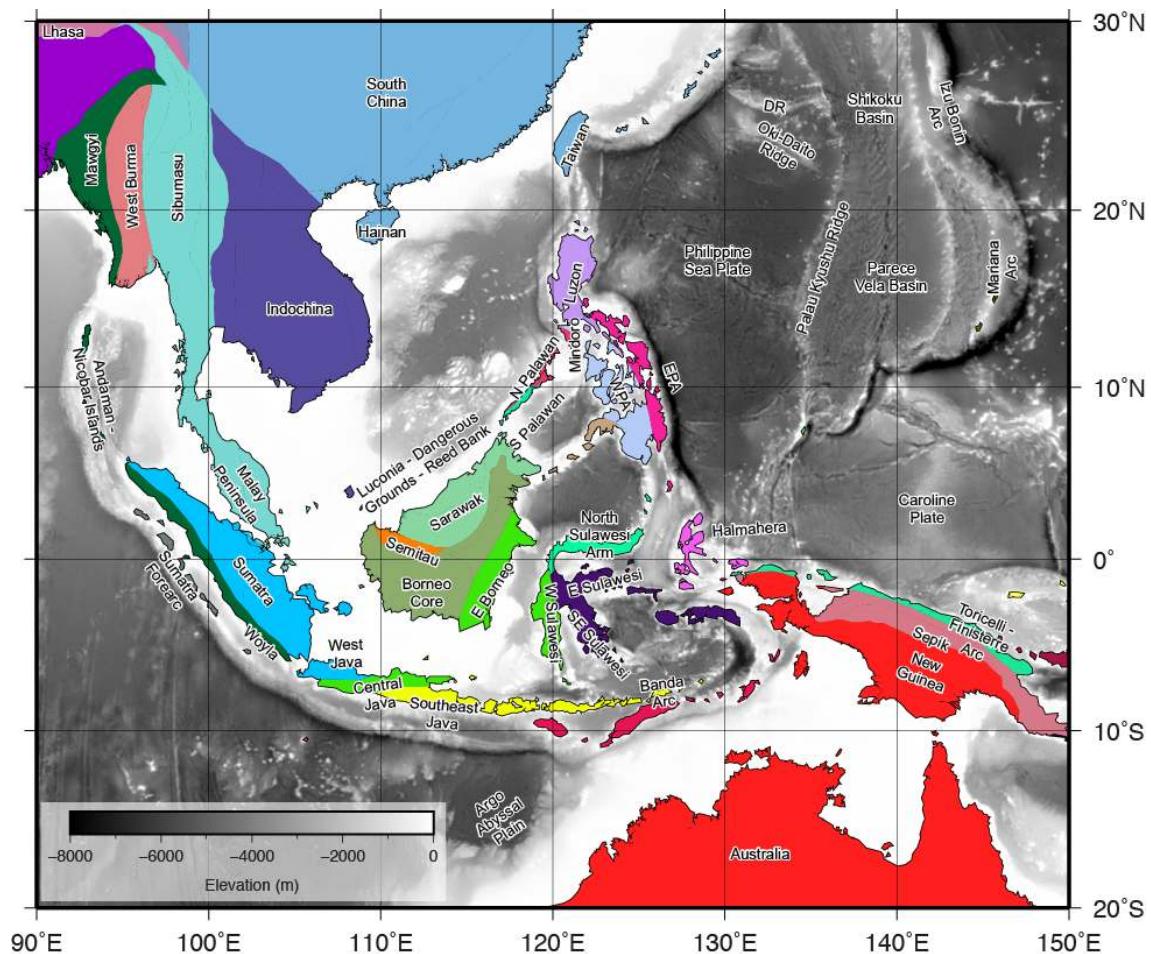 30°N
Lhasa
South
China
DR
Shikoku
Basin
Izu Bonin
Arc
Oki-Daito
Ridge
Taiwan
Mawgyi
West Burma
Sibumasu
20°N
Hainan
Philippine
Sea Plate
Palau Kyushu Ridge
Parece
Vela Basin
Mariana
Arc
Luzon
Indochina
Mindoro
N Palawan
EPA
NPA
10°N
Andaman -
Nicobar Islands
S Palawan
Luconia - Dangerous
Grounds - Reed Bank
Malay
Peninsula
Sarawak
Caroline
Plate
North
Sulawesi
Arm
Halmahera
0°
Semitau
Sumatra
Sumatra
Forearc
Borneo
Core
E Borneo
E Sulawesi
W Sulawesi
SE Sulawesi
Toricelli -
Finisterre
Arc
Sepik
New
Guinea
Woyla
West
Java
Central
Java
Southeast
Java
Banda
Arc
10°S
Argo
Abyssal
Plain
Australia
−8000
−6000
−4000
−2000
0
Elevation (m)
20°S
90°E
100°E
110°E
120°E
130°E
140°E
150°E